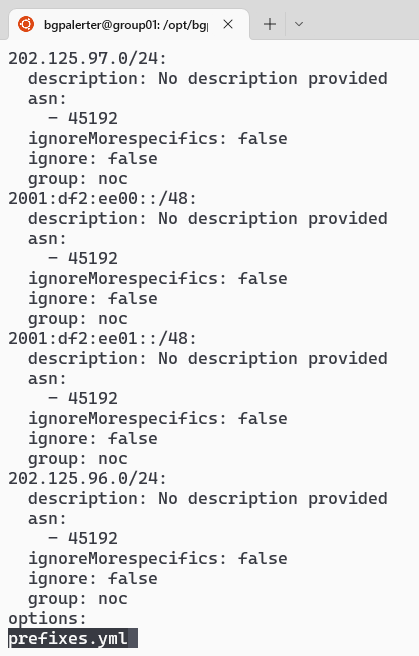 bgpalerter@group01: /opt/bgp
202.125.97.0/24:
  description: No description provided
  asn:
    - 45192
  ignoreMorespecifics: false
  ignore: false
  group: noc
2001:df2:ee00::/48:
  description: No description provided
  asn:
    - 45192
  ignoreMorespecifics: false
  ignore: false
  group: noc
2001:df2:ee01::/48:
  description: No description provided
  asn:
    - 45192
  ignoreMorespecifics: false
  ignore: false
  group: noc
202.125.96.0/24:
  description: No description provided
  asn:
    - 45192
  ignoreMorespecifics: false
  ignore: false
  group: noc
options:
prefixes.yml